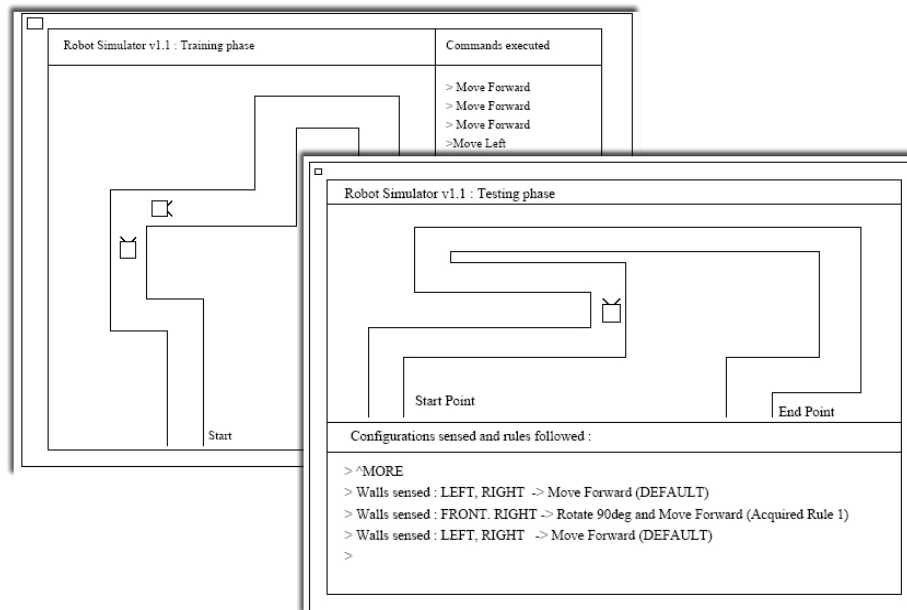 Robot Simulator v1.1 : Training phase
Commands executed
> Move Forward
> Move Forward
> Move Forward
>Move Left
Start
Robot Simulator v1.1 : Testing phase
Start Point
End Point
Configurations sensed and rules followed :
> ^MORE
> Walls sensed : LEFT, RIGHT -> Move Forward (DEFAULT)
> Walls sensed : FRONT. RIGHT -> Rotate 90deg and Move Forward (Acquired Rule 1)
> Walls sensed : LEFT, RIGHT -> Move Forward (DEFAULT)
>